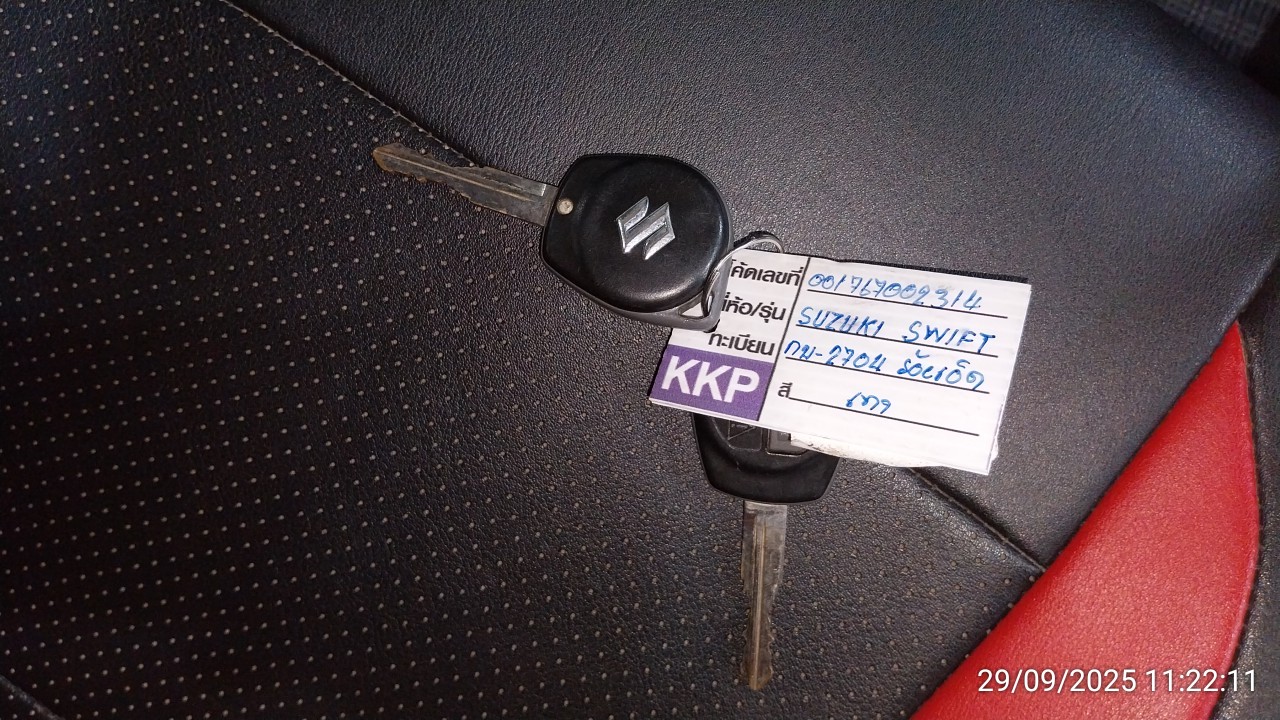 โค้ดเลขที่ 001767002314
ยี่ห้อ/รุ่น SUZUKI SWIFT
ทะเบียน กม-2704 ร้อยเอ็ด
KKP สี เทา
29/09/2025 11:22:11